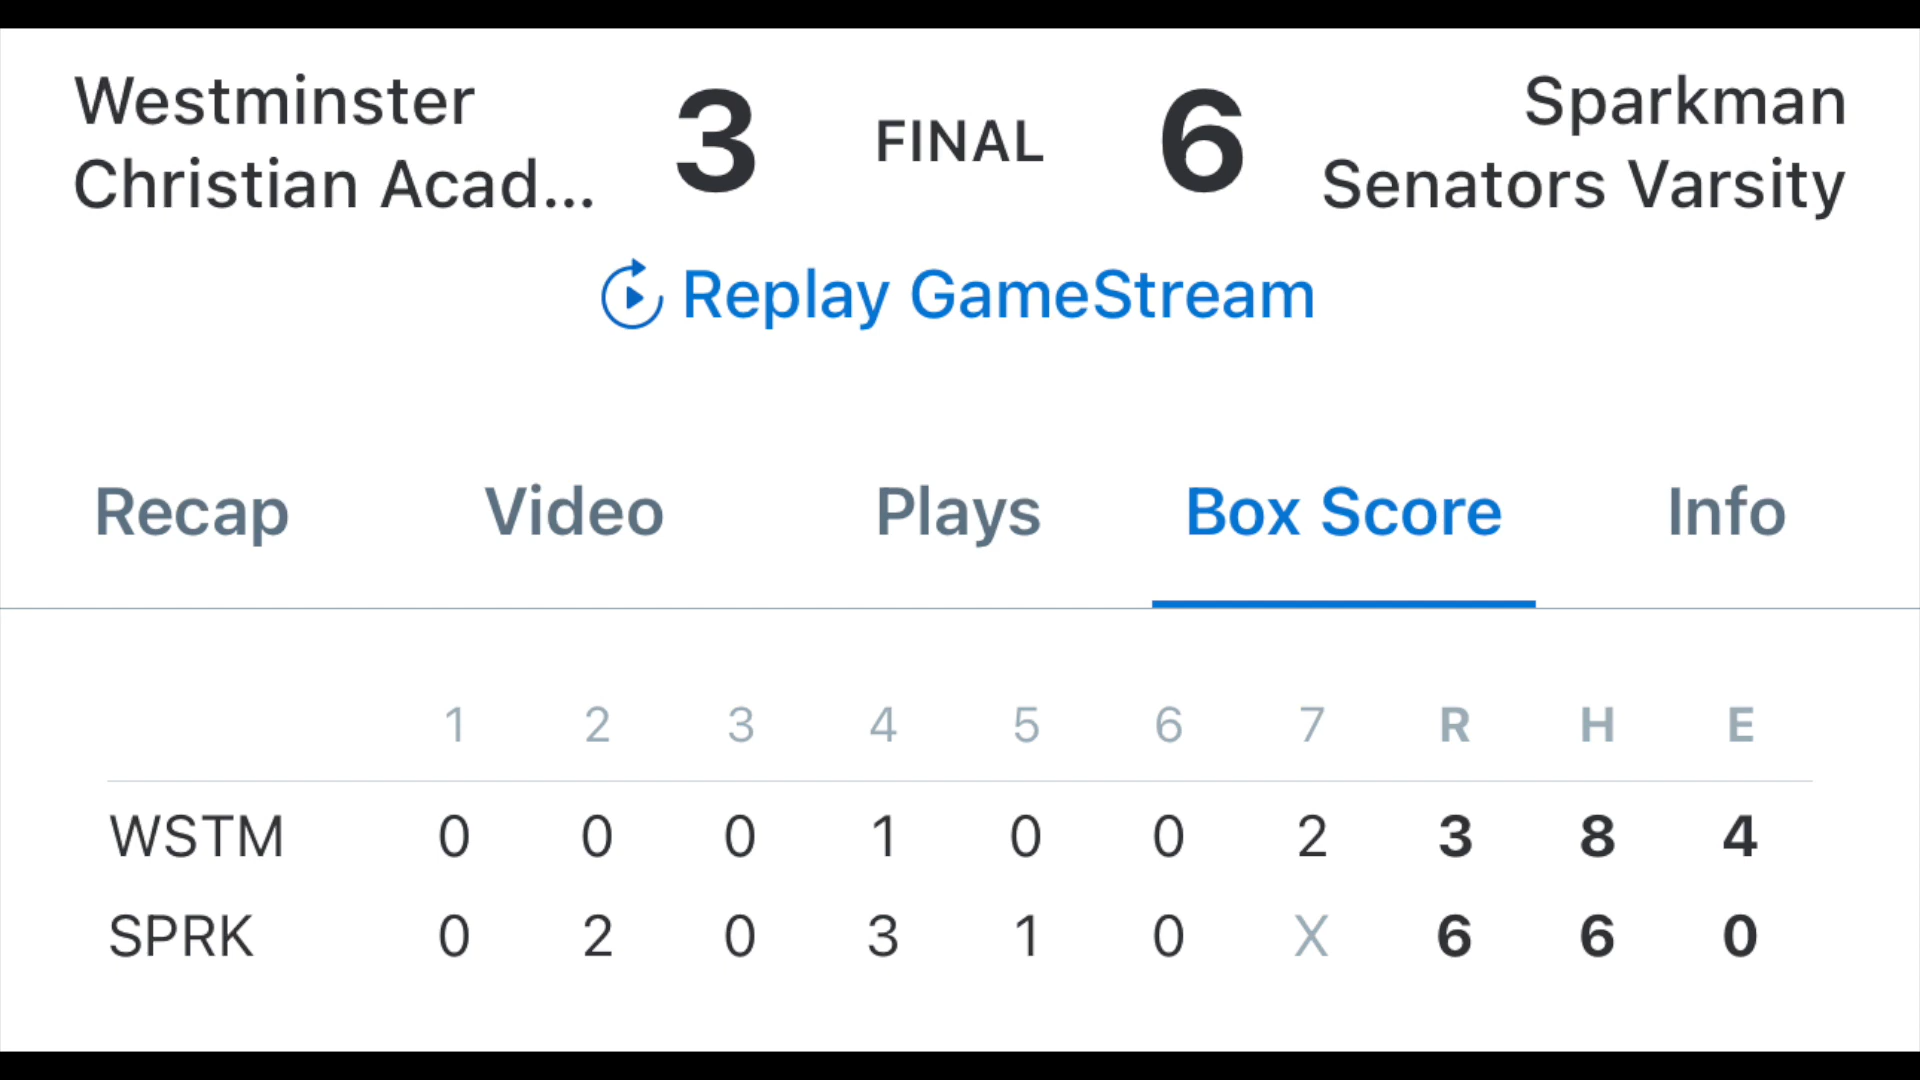 Westminster
Christian Acad...
3
FINAL
6
Sparkman
Senators Varsity
Replay GameStream
Recap Video Plays Box Score Info
1 2 3 4 5 6 7 R H E
WSTM 0 0 0 1 0 0 2 3 8 4
SPRK 0 2 0 3 1 0 X 6 6 0